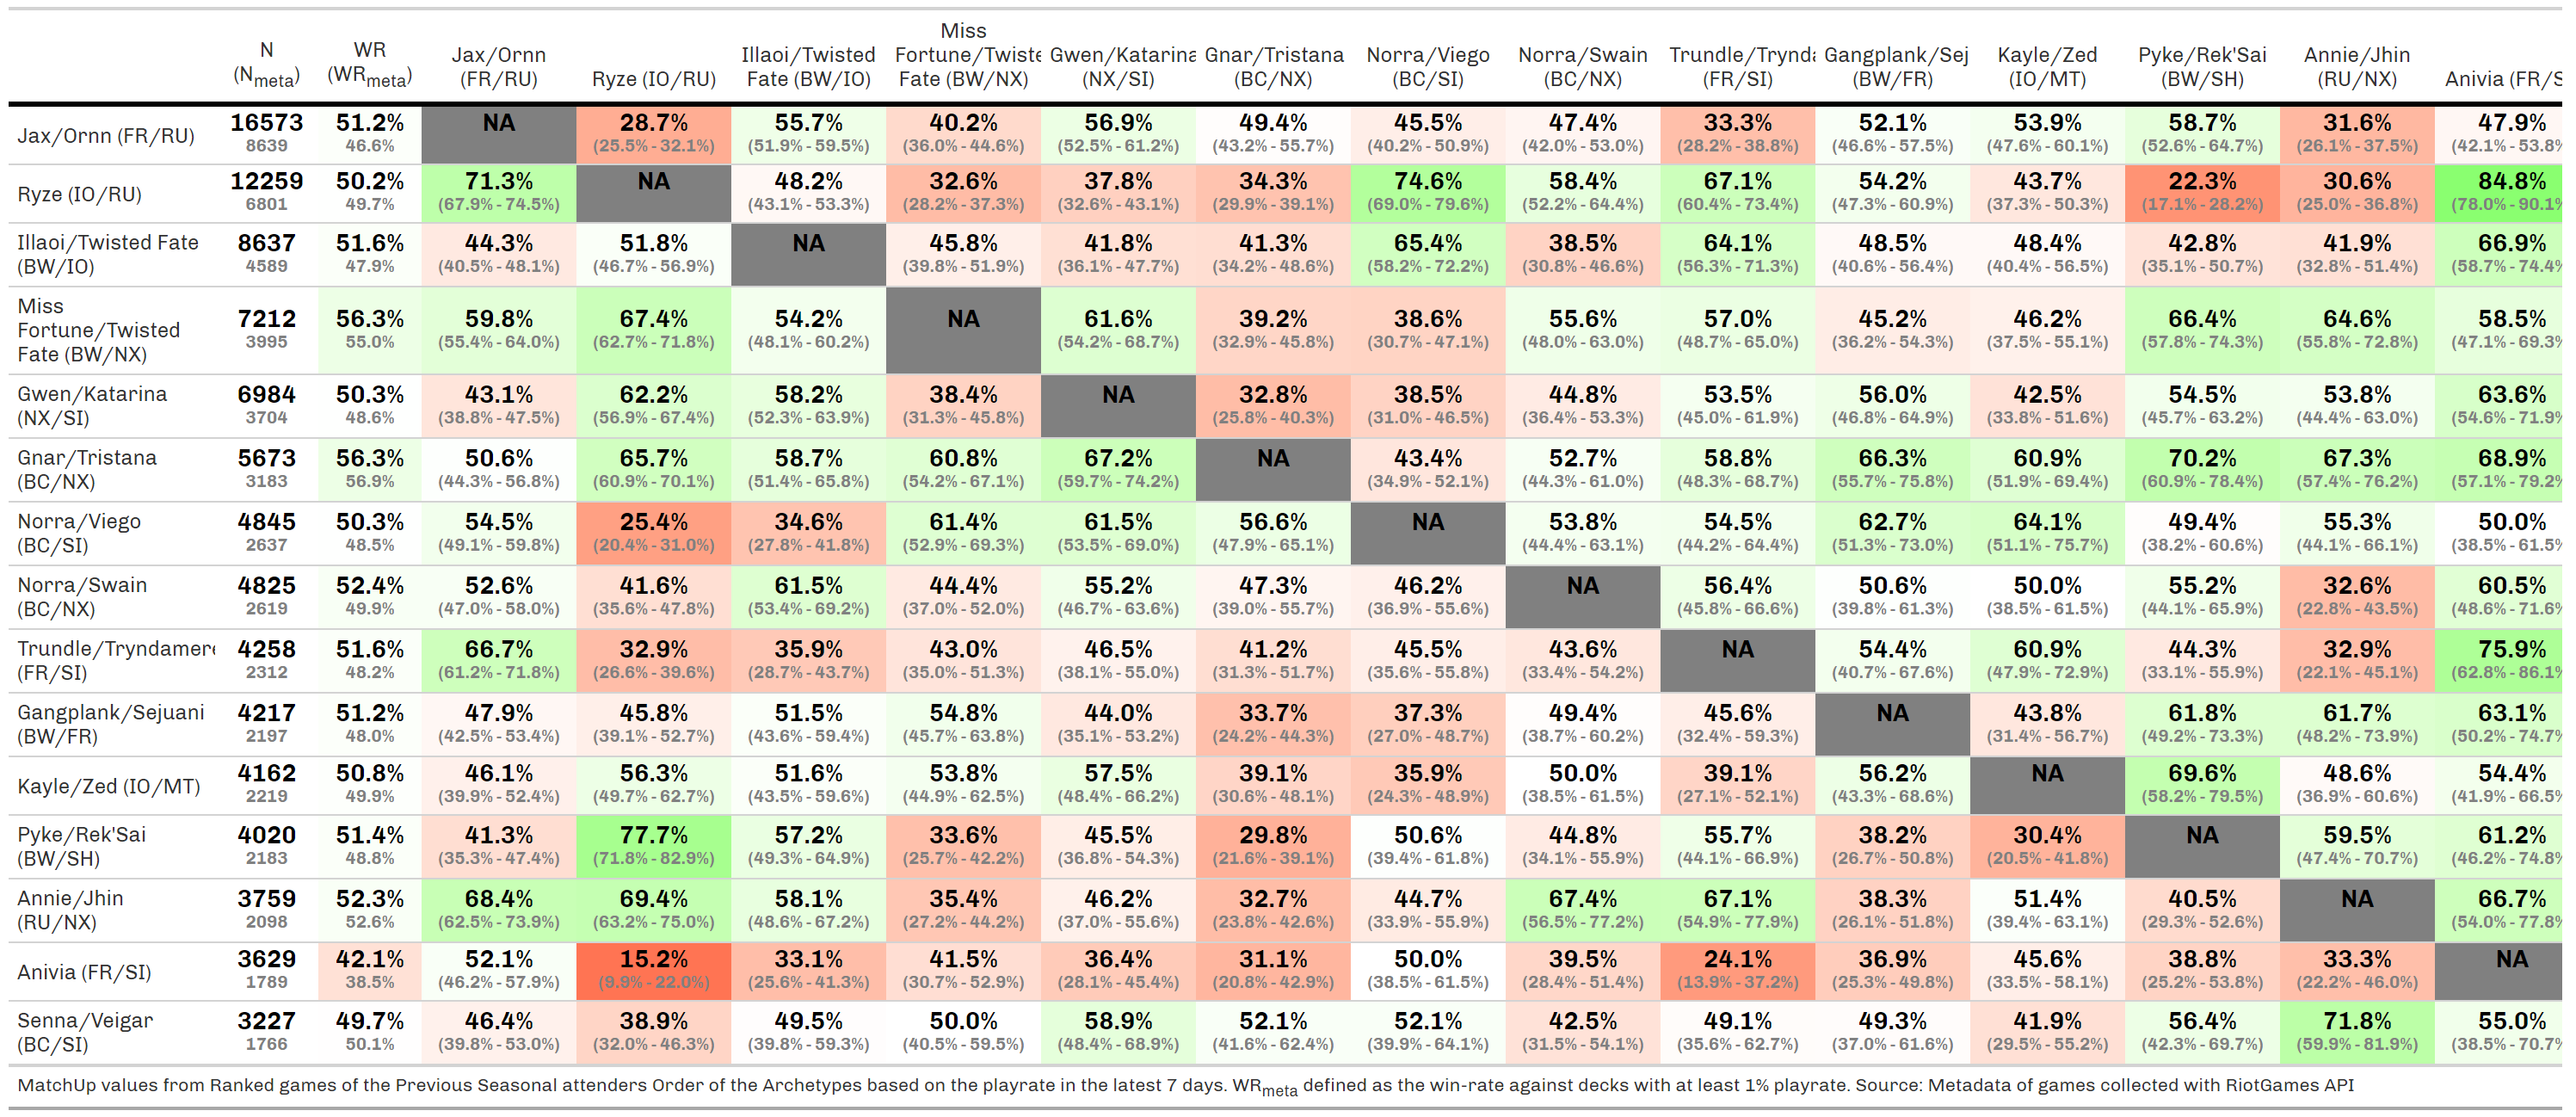 N (Nmeta) WR (WRmeta) Jax/Ornn (FR/RU) Ryze (IO/RU) Illaoi/Twisted Fate (BW/IO) Miss Fortune/Twiste Fate (BW/NX) Gwen/Katarina (NX/SI) Gnar/Tristana (BC/NX) Norra/Viego (BC/SI) Norra/Swain (BC/NX) Trundle/Trynda (FR/SI) Gangplank/Sej (BW/FR) Kayle/Zed (IO/MT) Pyke/Rek'Sai (BW/SH) Annie/Jhin (RU/NX) Anivia (FR/S
Jax/Ornn (FR/RU) 16573 51.2% NA 28.7% 55.7% 40.2% 56.9% 49.4% 45.5% 47.4% 33.3% 52.1% 53.9% 58.7% 31.6% 47.9%
8639 46.6% (25.5% - 32.1%) (51.9% - 59.5%) (36.0% - 44.6%) (52.5% - 61.2%) (43.2% - 55.7%) (40.2% - 50.9%) (42.0% - 53.0%) (28.2% - 38.8%) (46.6% - 57.5%) (47.6% - 60.1%) (52.6% - 64.7%) (26.1% - 37.5%) (42.1% - 53.8%
Ryze (IO/RU) 12259 50.2% 71.3% NA 48.2% 32.6% 37.8% 34.3% 74.6% 58.4% 67.1% 54.2% 43.7% 22.3% 30.6% 84.8%
6801 49.7% (67.9% - 74.5%) (43.1% - 53.3%) (28.2% - 37.3%) (32.6% - 43.1%) (29.9% - 39.1%) (69.0% - 79.6%) (52.2% - 64.4%) (60.4% - 73.4%) (47.3% - 60.9%) (37.3% - 50.3%) (17.1% - 28.2%) (25.0% - 36.8%) (78.0% - 90.1%
Illaoi/Twisted Fate 8637 51.6% 44.3% 51.8% NA 45.8% 41.8% 41.3% 65.4% 38.5% 64.1% 48.5% 48.4% 42.8% 41.9% 66.9%
(BW/IO) 4589 47.9% (40.5% - 48.1%) (46.7% - 56.9%) (39.8% - 51.9%) (36.1% - 47.7%) (34.2% - 48.6%) (58.2% - 72.2%) (30.8% - 46.6%) (56.3% - 71.3%) (40.6% - 56.4%) (40.4% - 56.5%) (35.1% - 50.7%) (32.8% - 51.4%) (58.7% - 74.4%
Miss
Fortune/Twisted 7212 56.3% 59.8% 67.4% 54.2% NA 61.6% 39.2% 38.6% 55.6% 57.0% 45.2% 46.2% 66.4% 64.6% 58.5%
Fate (BW/NX) 3995 55.0% (55.4% - 64.0%) (62.7% - 71.8%) (48.1% - 60.2%) (54.2% - 68.7%) (32.9% - 45.8%) (30.7% - 47.1%) (48.0% - 63.0%) (48.7% - 65.0%) (36.2% - 54.3%) (37.5% - 55.1%) (57.8% - 74.3%) (55.8% - 72.8%) (47.1% - 69.3%
Gwen/Katarina 6984 50.3% 43.1% 62.2% 58.2% 38.4% NA 32.8% 38.5% 44.8% 53.5% 56.0% 42.5% 54.5% 53.8% 63.6%
(NX/SI) 3704 48.6% (38.8% - 47.5%) (56.9% - 67.4%) (52.3% - 63.9%) (31.3% - 45.8%) (25.8% - 40.3%) (31.0% - 46.5%) (36.4% - 53.3%) (45.0% - 61.9%) (46.8% - 64.9%) (33.8% - 51.6%) (45.7% - 63.2%) (44.4% - 63.0%) (54.6% - 71.9%
Gnar/Tristana 5673 56.3% 50.6% 65.7% 58.7% 60.8% 67.2% NA 43.4% 52.7% 58.8% 66.3% 60.9% 70.2% 67.3% 68.9%
(BC/NX) 3183 56.9% (44.3% - 56.8%) (60.9% - 70.1%) (51.4% - 65.8%) (54.2% - 67.1%) (59.7% - 74.2%) (34.9% - 52.1%) (44.3% - 61.0%) (48.3% - 68.7%) (55.7% - 75.8%) (51.9% - 69.4%) (60.9% - 78.4%) (57.4% - 76.2%) (57.1% - 79.2%
Norra/Viego 4845 50.3% 54.5% 25.4% 34.6% 61.4% 61.5% 56.6% NA 53.8% 54.5% 62.7% 64.1% 49.4% 55.3% 50.0%
(BC/SI) 2637 48.5% (49.1% - 59.8%) (20.4% - 31.0%) (27.8% - 41.8%) (52.9% - 69.3%) (53.5% - 69.0%) (47.9% - 65.1%) (44.4% - 63.1%) (44.2% - 64.4%) (51.3% - 73.0%) (51.1% - 75.7%) (38.2% - 60.6%) (44.1% - 66.1%) (38.5% - 61.5%
Norra/Swain 4825 52.4% 52.6% 41.6% 61.5% 44.4% 55.2% 47.3% 46.2% NA 56.4% 50.6% 50.0% 55.2% 32.6% 60.5%
(BC/NX) 2619 49.9% (47.0% - 58.0%) (35.6% - 47.8%) (53.4% - 69.2%) (37.0% - 52.0%) (46.7% - 63.6%) (39.0% - 55.7%) (36.9% - 55.6%) (45.8% - 66.6%) (39.8% - 61.3%) (38.5% - 61.5%) (44.1% - 65.9%) (22.8% - 43.5%) (48.6% - 71.6%
Trundle/Tryndamere 4258 51.6% 66.7% 32.9% 35.9% 43.0% 46.5% 41.2% 45.5% 43.6% NA 54.4% 60.9% 44.3% 32.9% 75.9%
(FR/SI) 2312 48.2% (61.2% - 71.8%) (26.6% - 39.6%) (28.7% - 43.7%) (35.0% - 51.3%) (38.1% - 55.0%) (31.3% - 51.7%) (35.6% - 55.8%) (33.4% - 54.2%) (40.7% - 67.6%) (47.9% - 72.9%) (33.1% - 55.9%) (22.1% - 45.1%) (62.8% - 86.1%
Gangplank/Sejuani 4217 51.2% 47.9% 45.8% 51.5% 54.8% 44.0% 33.7% 37.3% 49.4% 45.6% NA 43.8% 61.8% 61.7% 63.1%
(BW/FR) 2197 48.0% (42.5% - 53.4%) (39.1% - 52.7%) (43.6% - 59.4%) (45.7% - 63.8%) (35.1% - 53.2%) (24.2% - 44.3%) (27.0% - 48.7%) (38.7% - 60.2%) (32.4% - 59.3%) (31.4% - 56.7%) (49.2% - 73.3%) (48.2% - 73.9%) (50.2% - 74.7%
Kayle/Zed (IO/MT) 4162 50.8% 46.1% 56.3% 51.6% 53.8% 57.5% 39.1% 35.9% 50.0% 39.1% 56.2% NA 69.6% 48.6% 54.4%
2219 49.9% (39.9% - 52.4%) (49.7% - 62.7%) (43.5% - 59.6%) (44.9% - 62.5%) (48.4% - 66.2%) (30.6% - 48.1%) (24.3% - 48.9%) (38.5% - 61.5%) (27.1% - 52.1%) (43.3% - 68.6%) (58.2% - 79.5%) (36.9% - 60.6%) (41.9% - 66.5%
Pyke/Rek'Sai 4020 51.4% 41.3% 77.7% 57.2% 33.6% 45.5% 29.8% 50.6% 44.8% 55.7% 38.2% 30.4% NA 59.5% 61.2%
(BW/SH) 2183 48.8% (35.3% - 47.4%) (71.8% - 82.9%) (49.3% - 64.9%) (25.7% - 42.2%) (36.8% - 54.3%) (21.6% - 39.1%) (39.4% - 61.8%) (34.1% - 55.9%) (44.1% - 66.9%) (26.7% - 50.8%) (20.5% - 41.8%) (47.4% - 70.7%) (46.2% - 74.8%
Annie/Jhin 3759 52.3% 68.4% 69.4% 58.1% 35.4% 46.2% 32.7% 44.7% 67.4% 67.1% 38.3% 51.4% 40.5% NA 66.7%
(RU/NX) 2098 52.6% (62.5% - 73.9%) (63.2% - 75.0%) (48.6% - 67.2%) (27.2% - 44.2%) (37.0% - 55.6%) (23.8% - 42.6%) (33.9% - 55.9%) (56.5% - 77.2%) (54.9% - 77.9%) (26.1% - 51.8%) (39.4% - 63.1%) (29.3% - 52.6%) (54.0% - 77.8%
Anivia (FR/SI) 3629 42.1% 52.1% 15.2% 33.1% 41.5% 36.4% 31.1% 50.0% 39.5% 24.1% 36.9% 45.6% 38.8% 33.3% NA
1789 38.5% (46.2% - 57.9%) (9.9% - 22.0%) (25.6% - 41.3%) (30.7% - 52.9%) (28.1% - 45.4%) (20.8% - 42.9%) (38.5% - 61.5%) (28.4% - 51.4%) (13.9% - 37.2%) (25.3% - 49.8%) (33.5% - 58.1%) (25.2% - 53.8%) (22.2% - 46.0%)
Senna/Veigar 3227 49.7% 46.4% 38.9% 49.5% 50.0% 58.9% 52.1% 52.1% 42.5% 49.1% 49.3% 41.9% 56.4% 71.8% 55.0%
(BC/SI) 1766 50.1% (39.8% - 53.0%) (32.0% - 46.3%) (39.8% - 59.3%) (40.5% - 59.5%) (48.4% - 68.9%) (41.6% - 62.4%) (39.9% - 64.1%) (31.5% - 54.1%) (35.6% - 62.7%) (37.0% - 61.6%) (29.5% - 55.2%) (42.3% - 69.7%) (59.9% - 81.9%) (38.5% - 70.7%
MatchUp values from Ranked games of the Previous Seasonal attenders Order of the Archetypes based on the playrate in the latest 7 days. WRmeta defined as the win-rate against decks with at least 1% playrate. Source: Metadata of games collected with RiotGames API